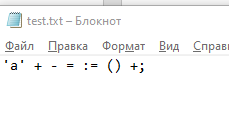 test.txt – Блокнот
Файл Правка Формат Вид Справ
'a' + - = := () +;